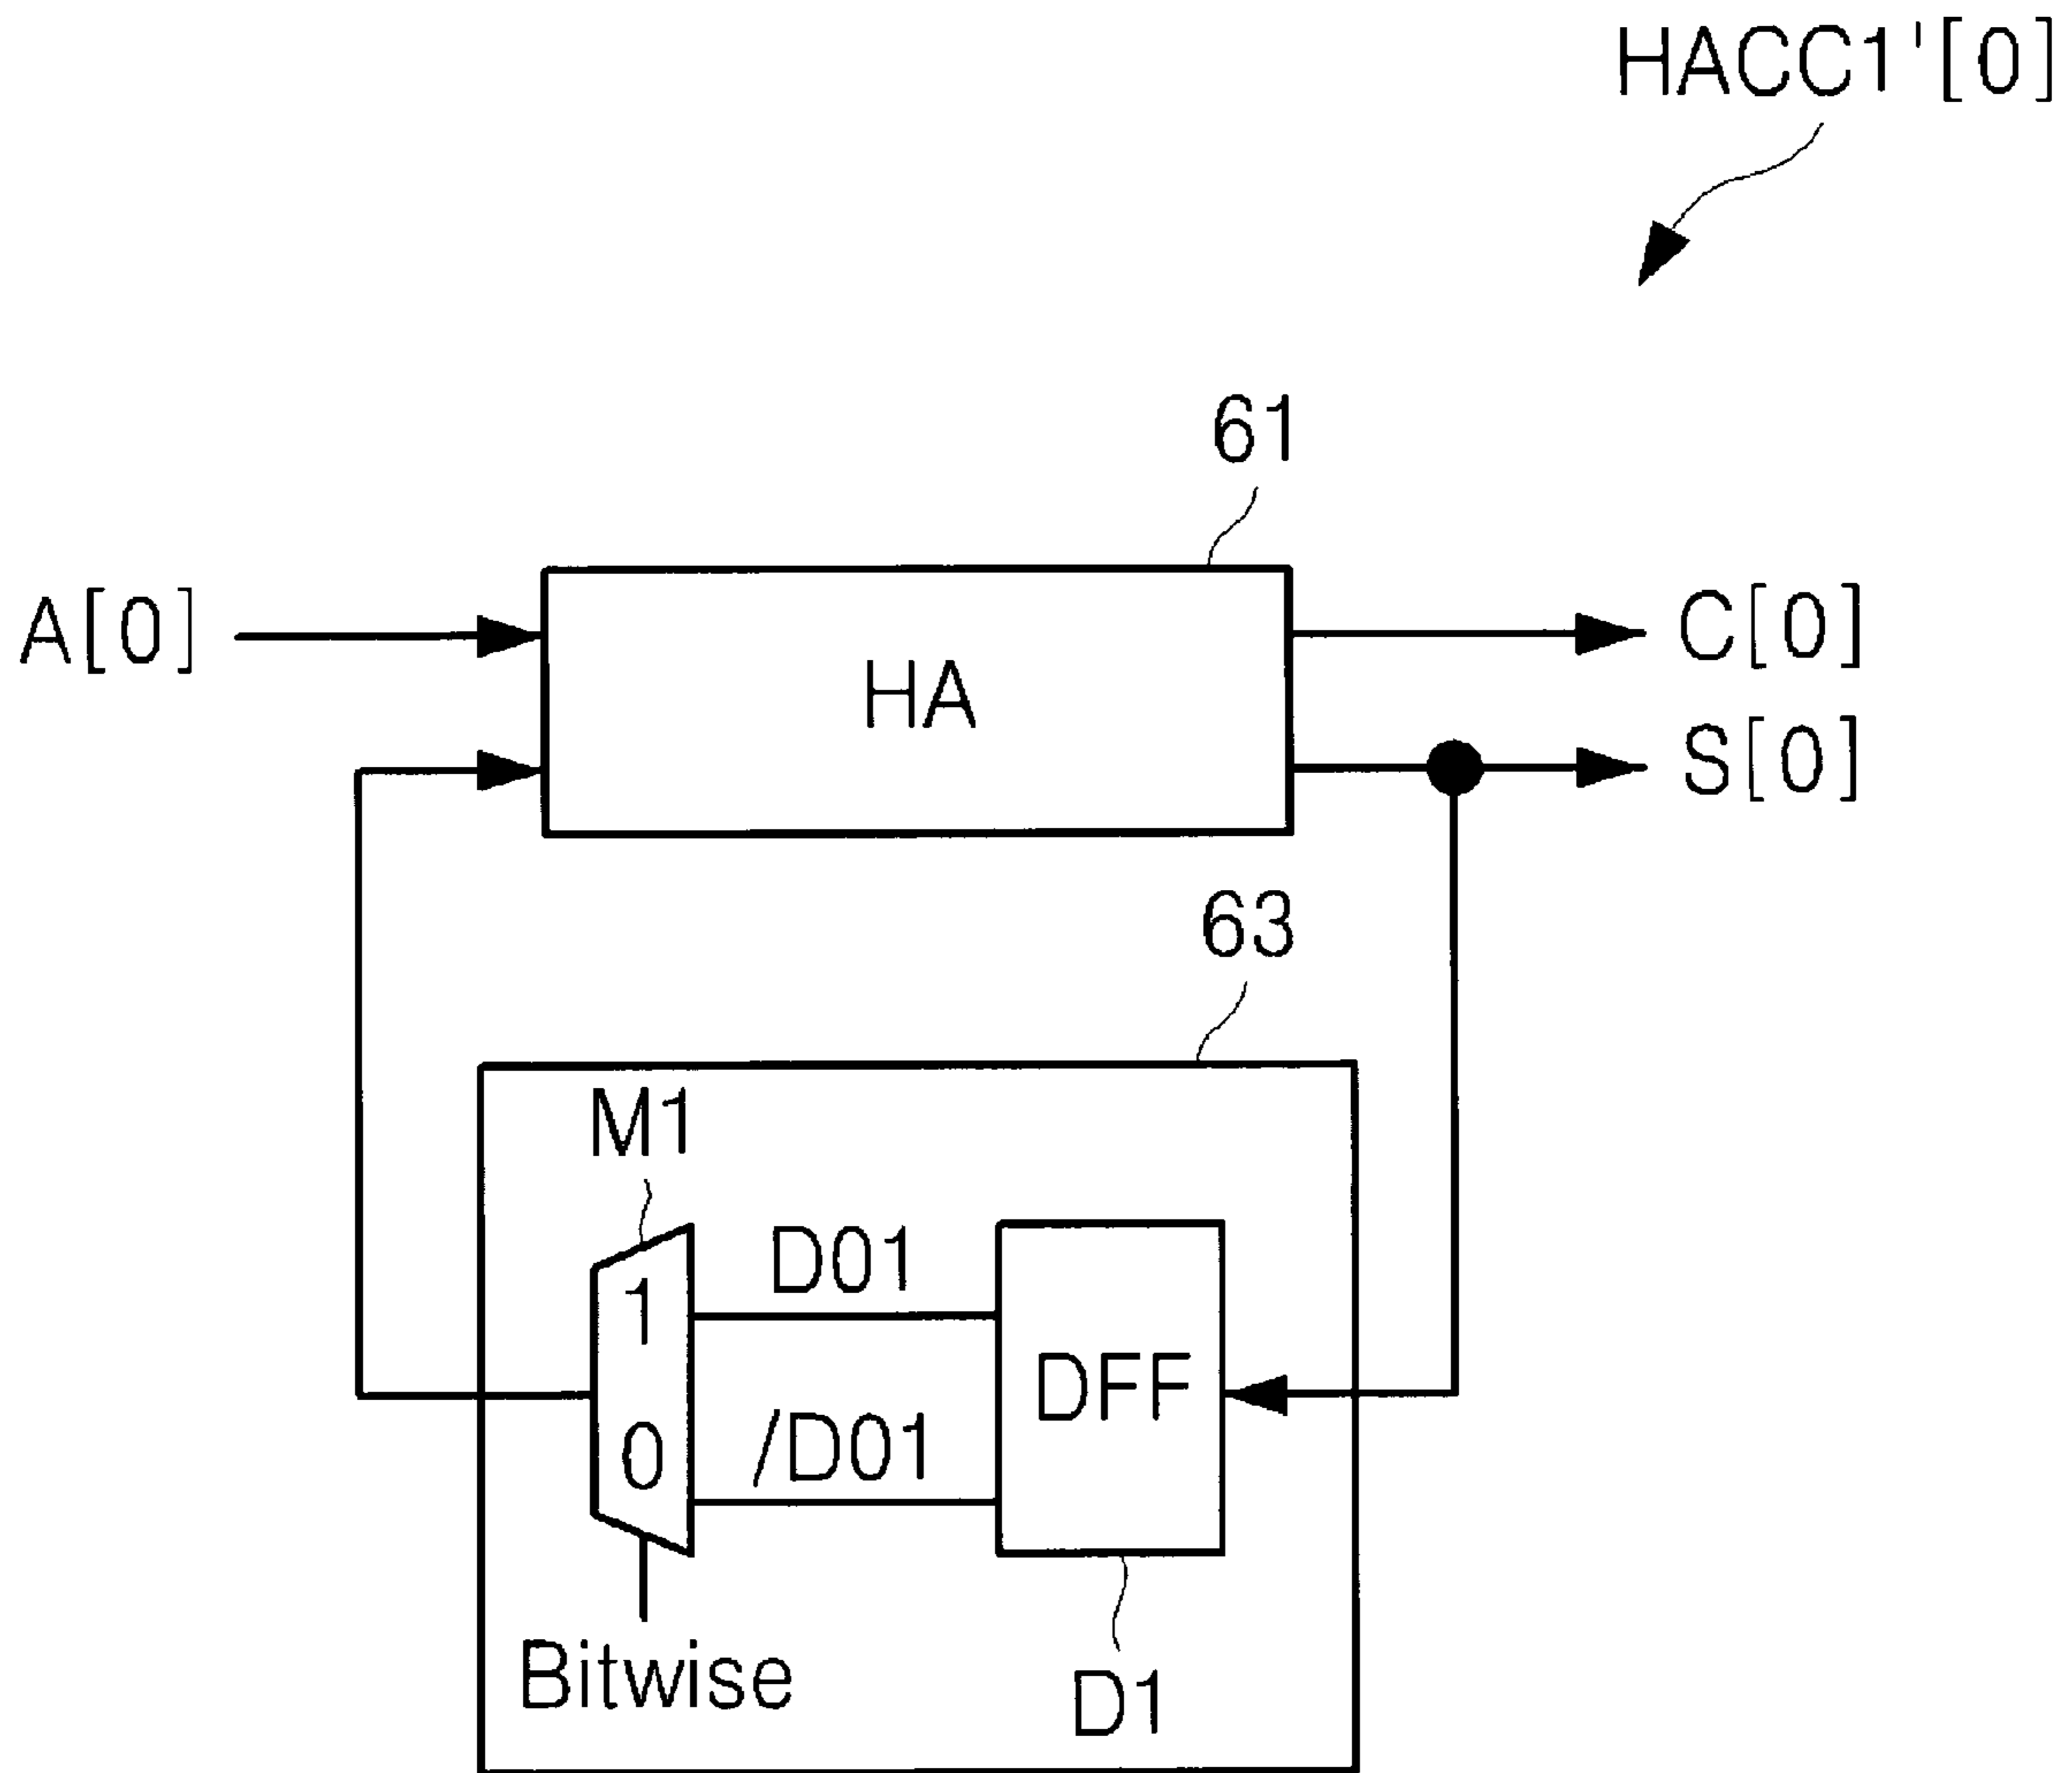 HACC1'[0]
61
A[0]
HA
C[0]
S[0]
63
M1
1
D01
DFF
0
/D01
Bitwise
D1